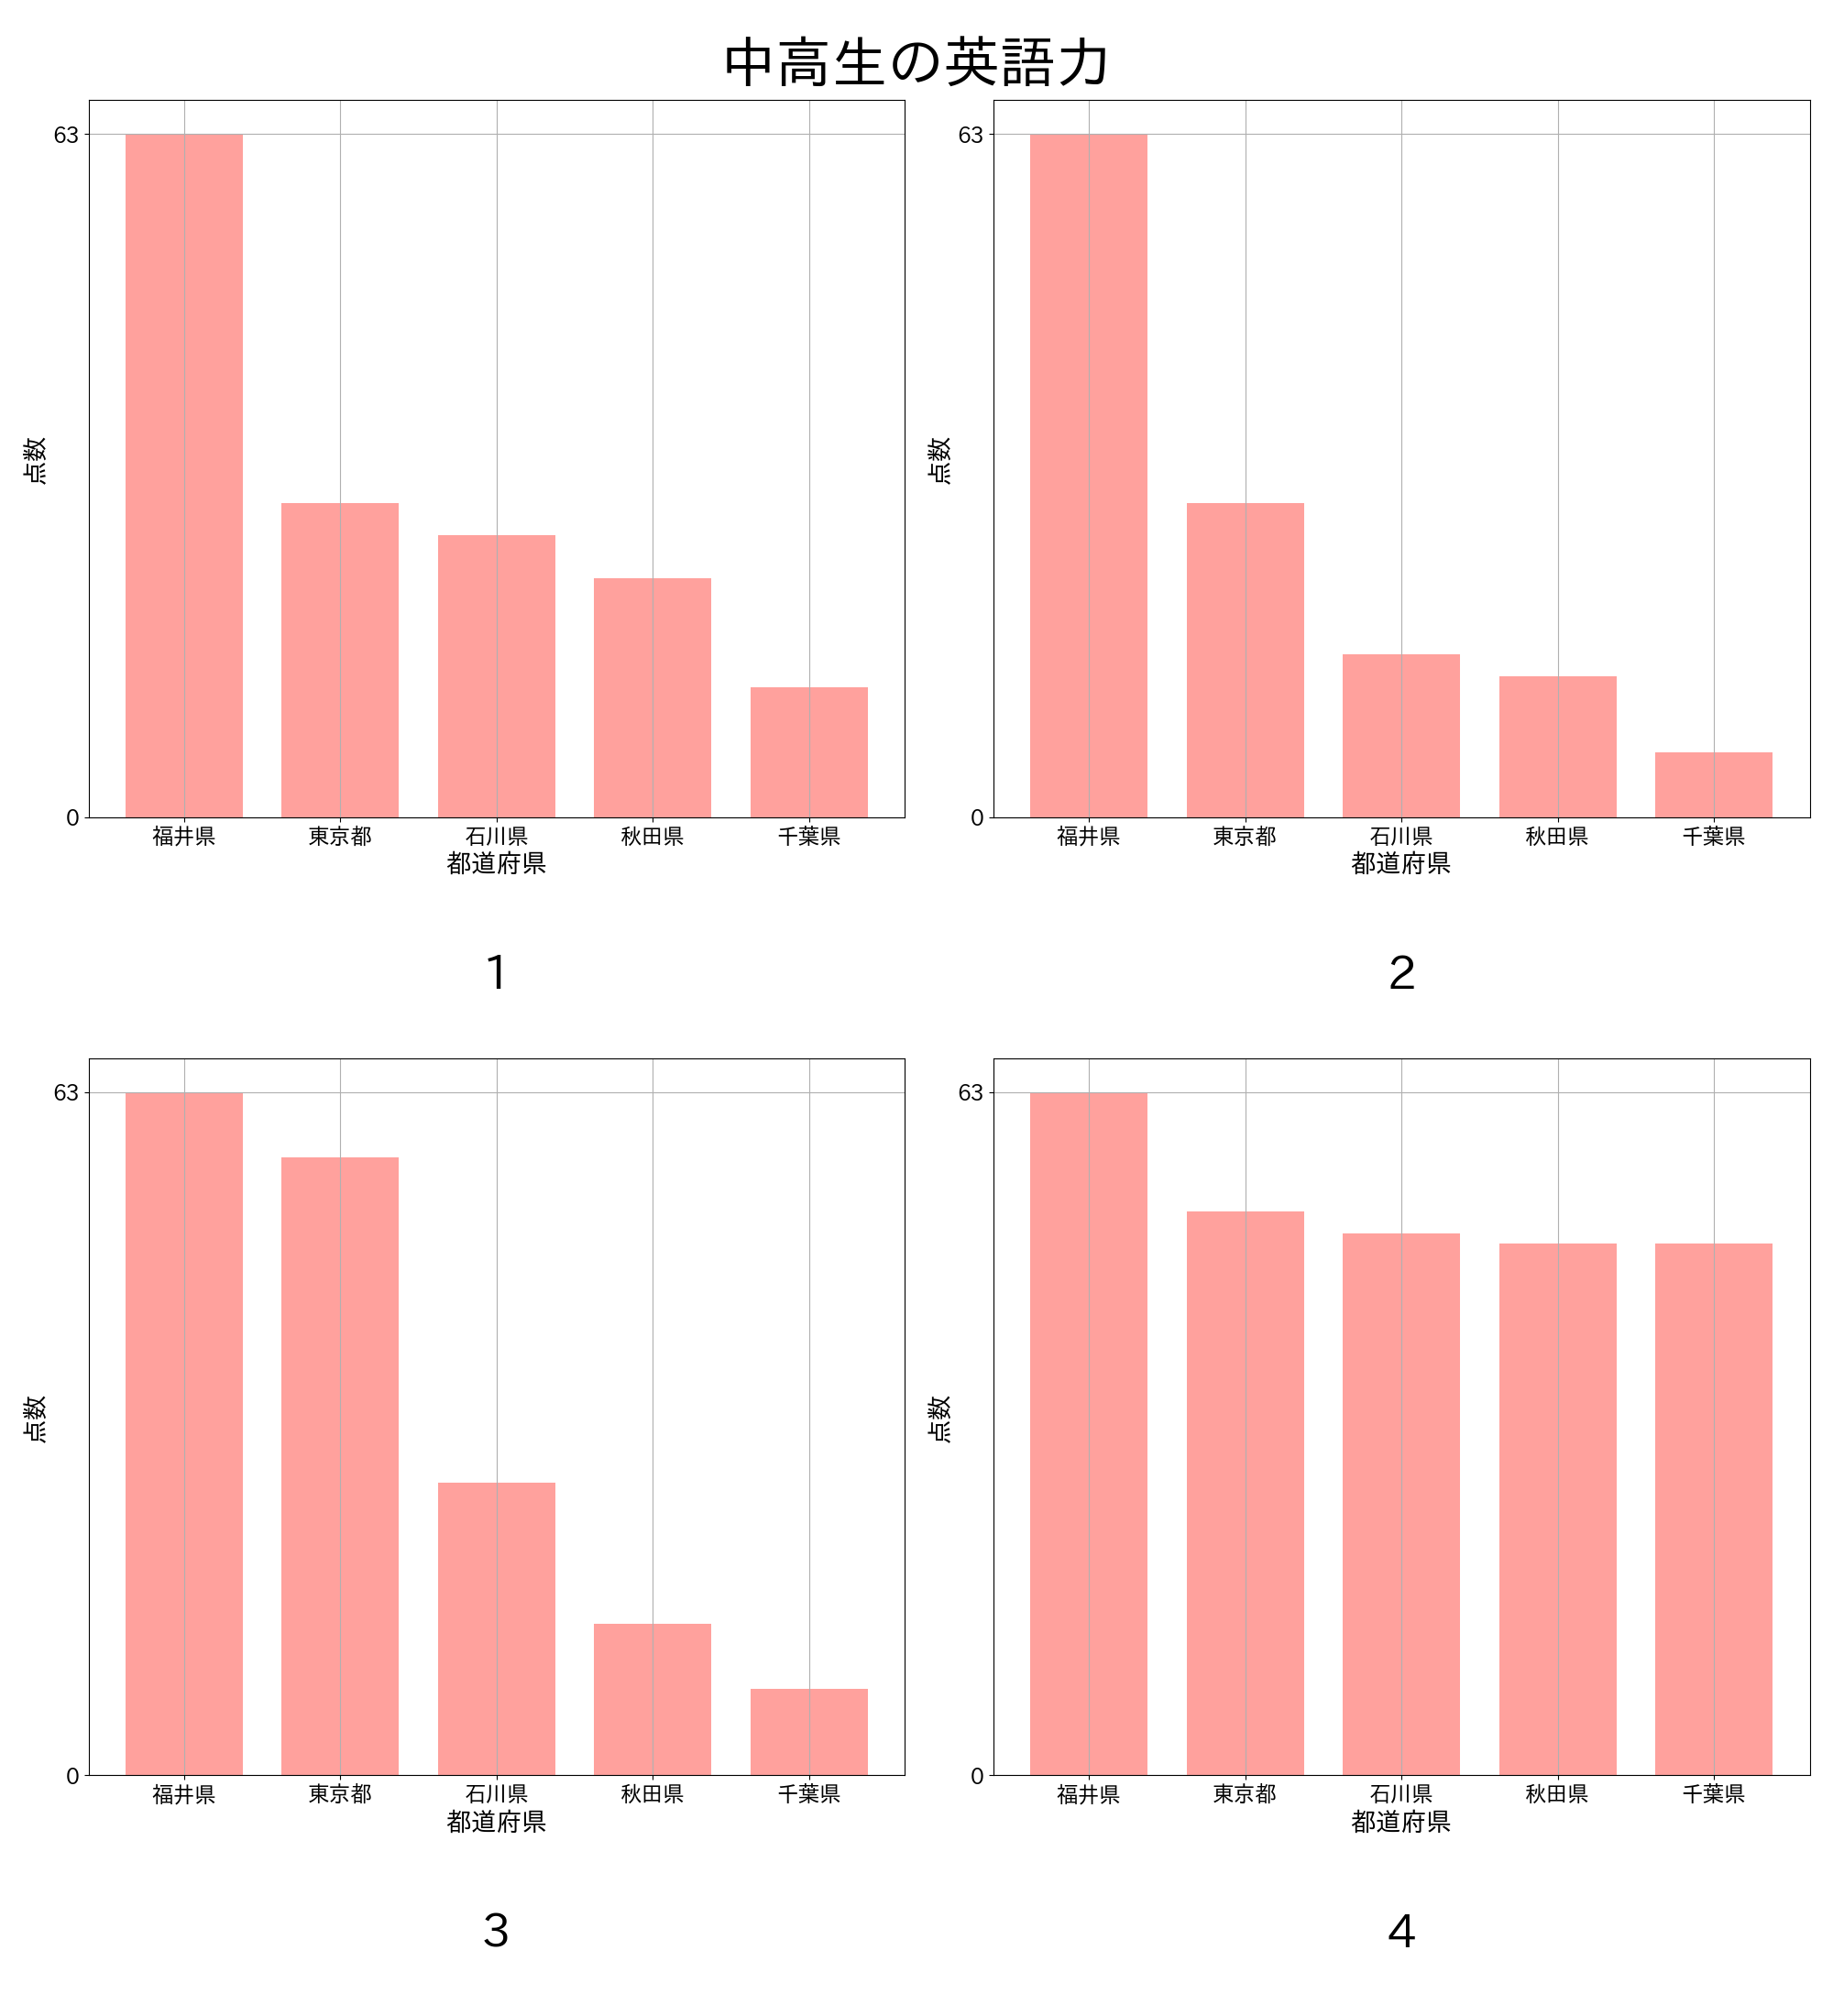 中高生の英語力
63
点数
0
福井県 東京都 石川県 秋田県 千葉県
都道府県
1
63
点数
0
福井県 東京都 石川県 秋田県 千葉県
都道府県
2
63
点数
0
福井県 東京都 石川県 秋田県 千葉県
都道府県
3
63
点数
0
福井県 東京都 石川県 秋田県 千葉県
都道府県
4